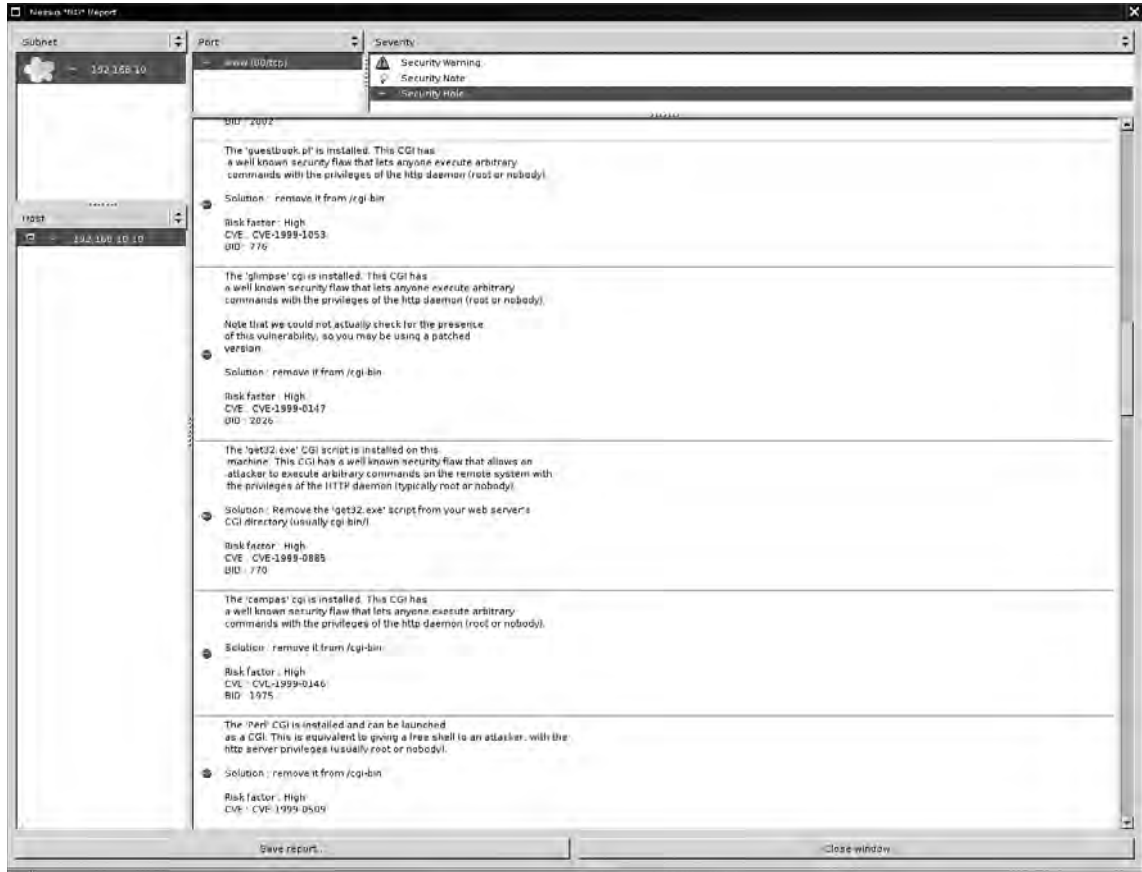 Nessus "NG" Report
Subnet
Port
Severity
192.168.10
www (80/tcp)
Security Warning
Security Note
Security Hole
Host
192.168.10.10
BID : 2002
The 'guestbook.pl' is installed. This CGI has
a well known security flaw that lets anyone execute arbitrary
commands with the privileges of the http daemon (root or nobody).
Solution : remove it from /cgi-bin
Risk factor : High
CVE : CVE-1999-1053
BID : 776
The 'glimpse' cgi is installed. This CGI has
a well known security flaw that lets anyone execute arbitrary
commands with the privileges of the http daemon (root or nobody).
Note that we could not actually check for the presence
of this vulnerability, so you may be using a patched
version
Solution : remove it from /cgi-bin
Risk factor : High
CVE : CVE-1999-0147
BID : 2026
The 'get32.exe' CGI script is installed on this
machine. This CGI has a well known security flaw that allows an
attacker to execute arbitrary commands on the remote system with
the privileges of the HTTP daemon (typically root or nobody).
Solution : Remove the 'get32.exe' script from your web server's
CGI directory (usually cgi-bin/).
Risk factor : High
CVE : CVE-1999-0885
BID : 770
The 'campas' cgi is installed. This CGI has
a well known security flaw that lets anyone execute arbitrary
commands with the privileges of the http daemon (root or nobody).
Solution : remove it from /cgi-bin
Risk factor : High
CVE : CVE-1999-0146
BID : 1975
The 'Perl' CGI is installed and can be launched
as a CGI. This is equivalent to giving a free shell to an attacker, with the
http server privileges (usually root or nobody).
Solution : remove it from /cgi-bin
Risk factor : High
CVE : CVE-1999-0509
Save report...
Close window